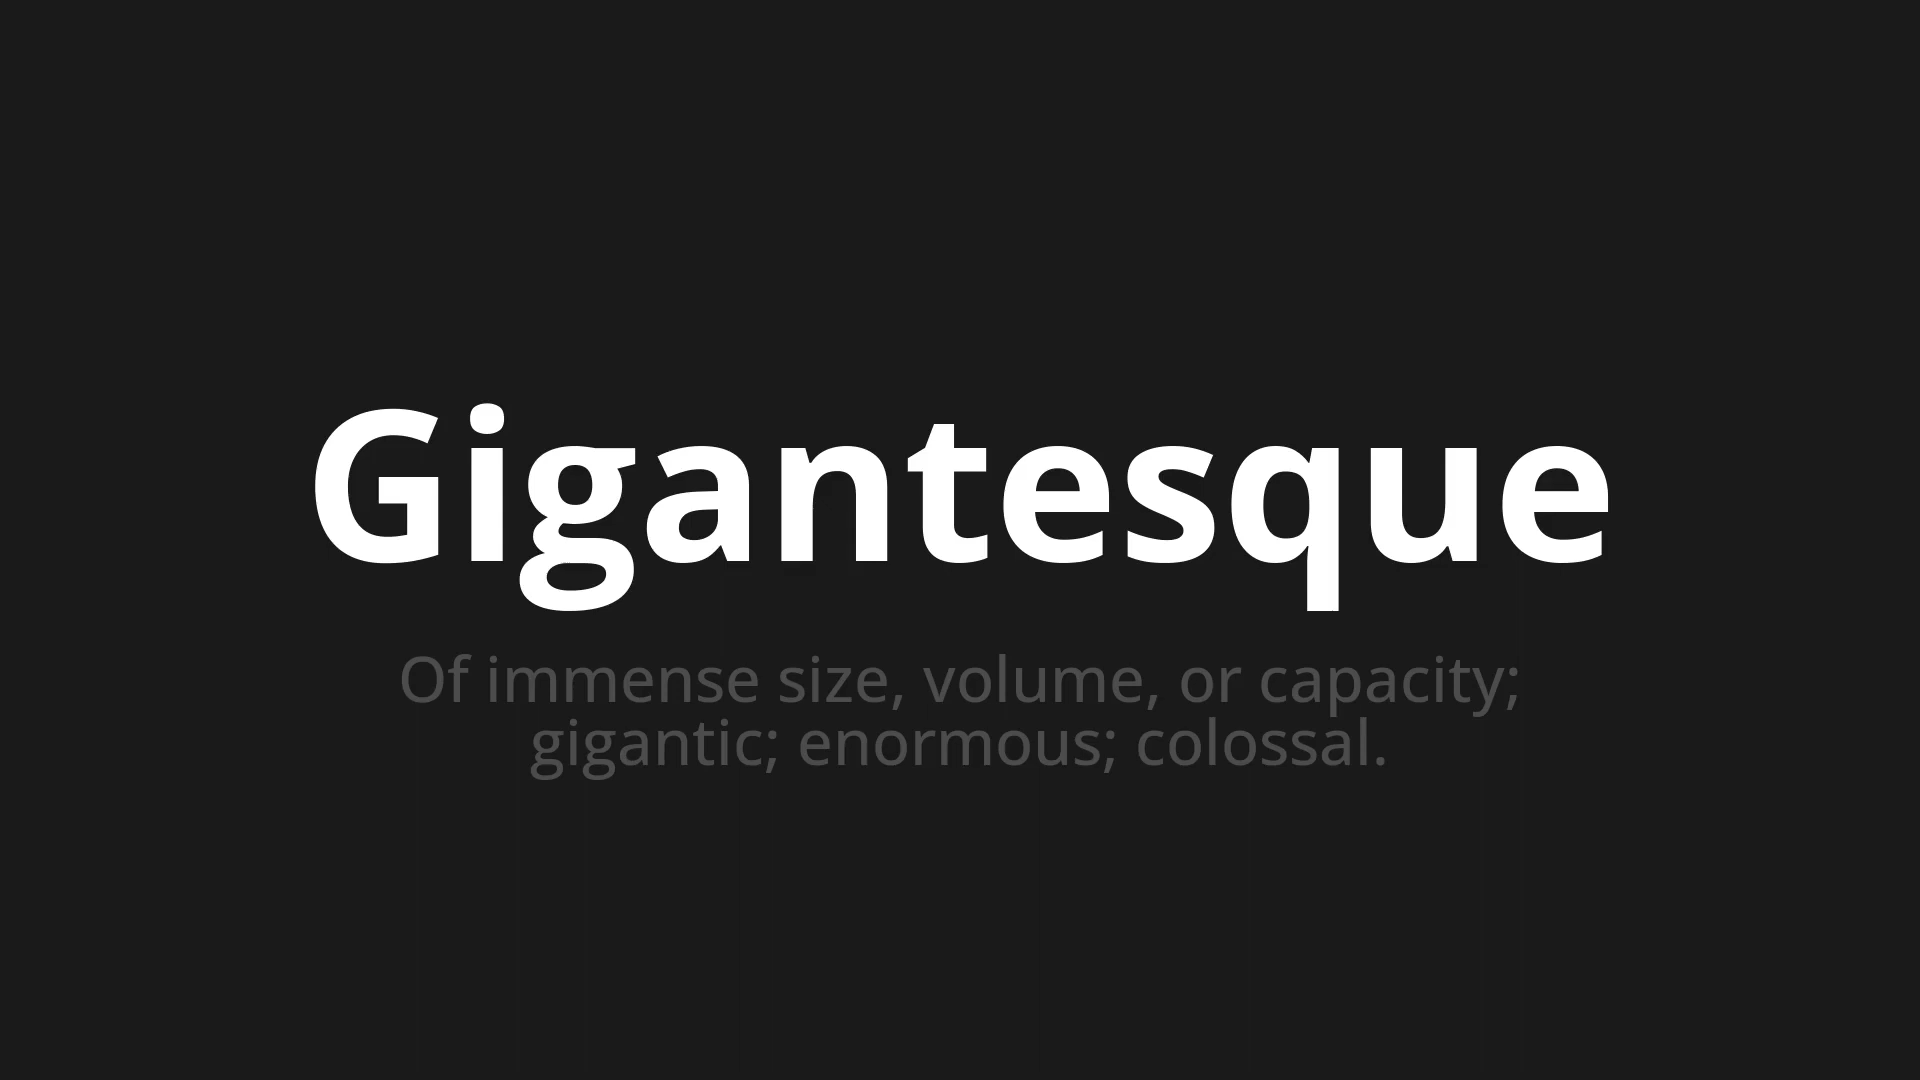 Gigantesque
Of immense size, volume, or capacity;
gigantic; enormous; colossal.